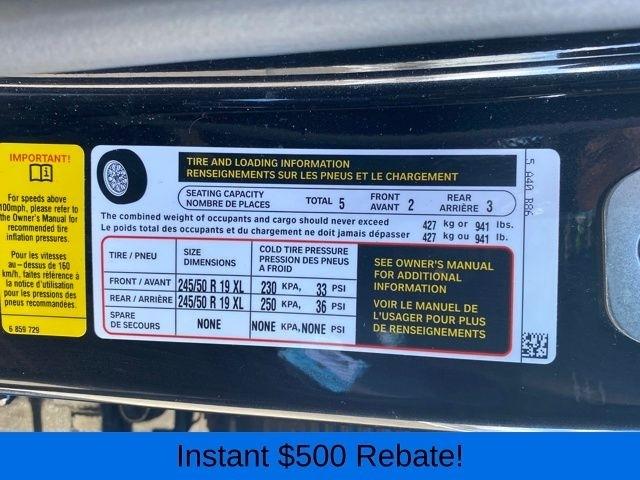 IMPORTANT!
For speeds above
100mph, please refer to
the Owner's Manual for
recommended tire
inflation pressures.
Pour les vitesses
au-dessus de 160
km/h, faites référence à
la notice d'utilisation
pour les pressions des
pneus recommandées.
6 859 729
TIRE AND LOADING INFORMATION
RENSEIGNEMENTS SUR LES PNEUS ET LE CHARGEMENT
SEATING CAPACITY
NOMBRE DE PLACES
TOTAL 5
FRONT
AVANT 2
REAR
ARRIÈRE 3
The combined weight of occupants and cargo should never exceed 427 kg or 941 lbs.
Le poids total des occupants et du chargement ne doit jamais dépasser 427 kg ou 941 lb.
TIRE / PNEU
SIZE
DIMENSIONS
COLD TIRE PRESSURE
PRESSION DES PNEUS
A FROID
FRONT / AVANT 245/50 R 19 XL 230 KPA, 33 PSI
REAR / ARRIÈRE 245/50 R 19 XL 250 KPA, 36 PSI
SPARE
DE SECOURS NONE NONE KPA, NONE PSI
SEE OWNER'S MANUAL
FOR ADDITIONAL
INFORMATION
VOIR LE MANUEL DE
L'USAGER POUR PLUS
DE RENSEIGNEMENTS
5 A40 R86
Instant $500 Rebate!